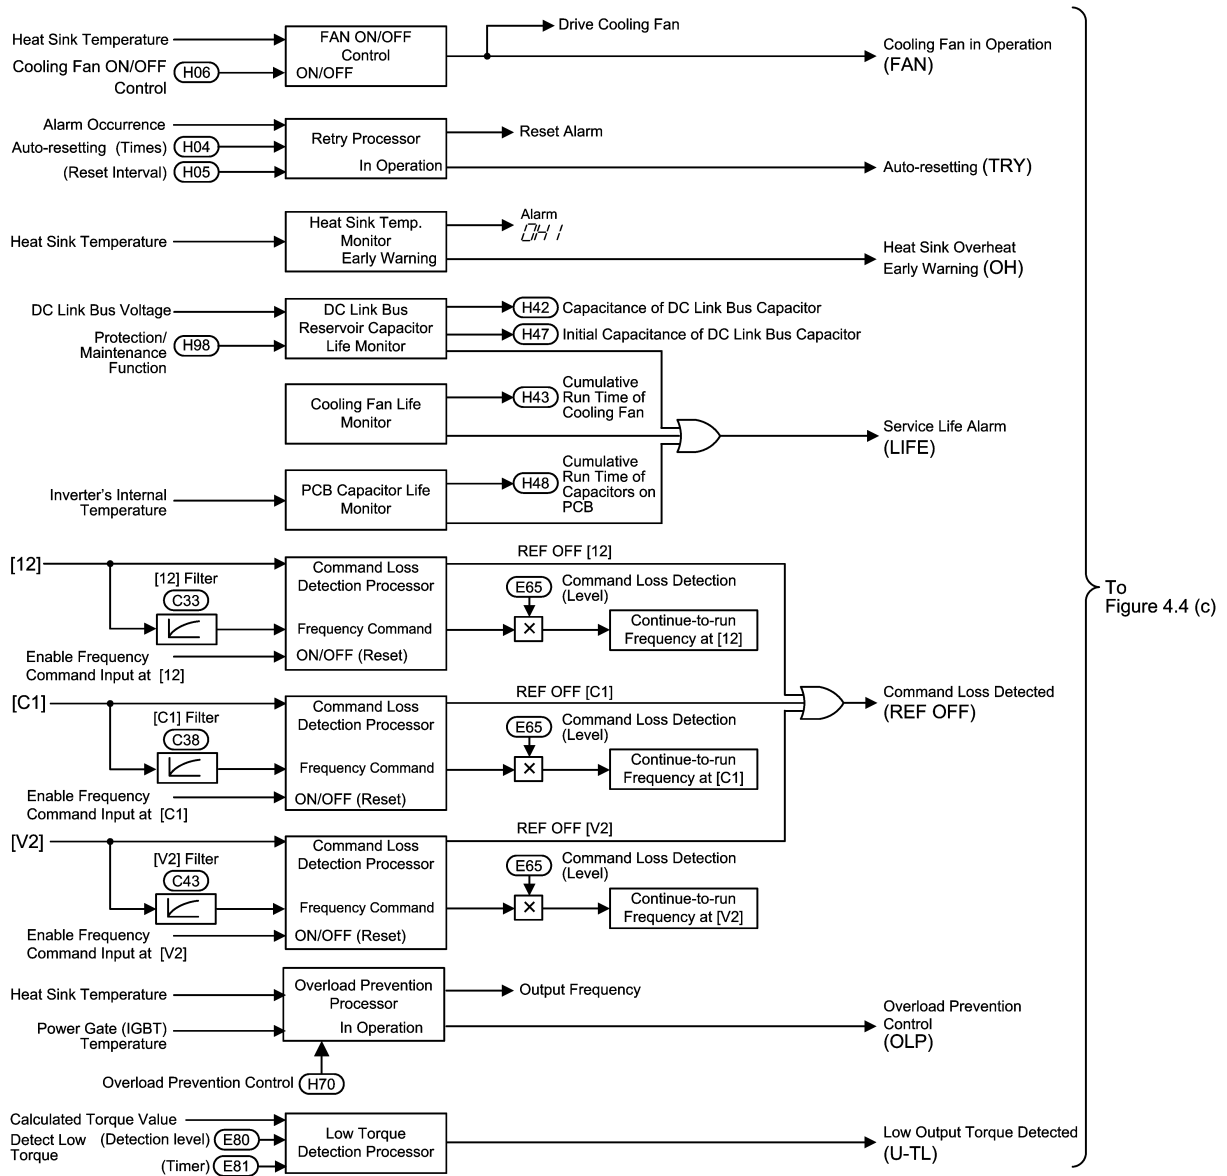 Heat Sink Temperature
Cooling Fan ON/OFF
Control
H06
FAN ON/OFF
Control
ON/OFF
Drive Cooling Fan
Cooling Fan in Operation
(FAN)
Alarm Occurrence
Auto-resetting (Times) H04
(Reset Interval) H05
Retry Processor
In Operation
Reset Alarm
Auto-resetting (TRY)
Heat Sink Temperature
Heat Sink Temp.
Monitor
Early Warning
Alarm
OH1
Heat Sink Overheat
Early Warning (OH)
DC Link Bus Voltage
Protection/
Maintenance
Function
H98
DC Link Bus
Reservoir Capacitor
Life Monitor
H42 Capacitance of DC Link Bus Capacitor
H47 Initial Capacitance of DC Link Bus Capacitor
Cooling Fan Life
Monitor
H43
Cumulative
Run Time of
Cooling Fan
Service Life Alarm
(LIFE)
Inverter's Internal
Temperature
PCB Capacitor Life
Monitor
H48
Cumulative
Run Time of
Capacitors on
PCB
[12]
[12] Filter
C33
Enable Frequency
Command Input at [12]
Command Loss
Detection Processor
Frequency Command
ON/OFF (Reset)
REF OFF [12]
E65
Command Loss Detection
(Level)
×
Continue-to-run
Frequency at [12]
To
Figure 4.4 (c)
[C1]
[C1] Filter
C38
Enable Frequency
Command Input at [C1]
Command Loss
Detection Processor
Frequency Command
ON/OFF (Reset)
REF OFF [C1]
E65
Command Loss Detection
(Level)
×
Continue-to-run
Frequency at [C1]
Command Loss Detected
(REF OFF)
[V2]
[V2] Filter
C43
Enable Frequency
Command Input at [V2]
Command Loss
Detection Processor
Frequency Command
ON/OFF (Reset)
REF OFF [V2]
E65
Command Loss Detection
(Level)
×
Continue-to-run
Frequency at [V2]
Heat Sink Temperature
Power Gate (IGBT)
Temperature
Overload Prevention
Processor
In Operation
Output Frequency
Overload Prevention
Control
(OLP)
Overload Prevention Control H70
Calculated Torque Value
Detect Low
Torque
(Detection level) E80
(Timer) E81
Low Torque
Detection Processor
Low Output Torque Detected
(U-TL)